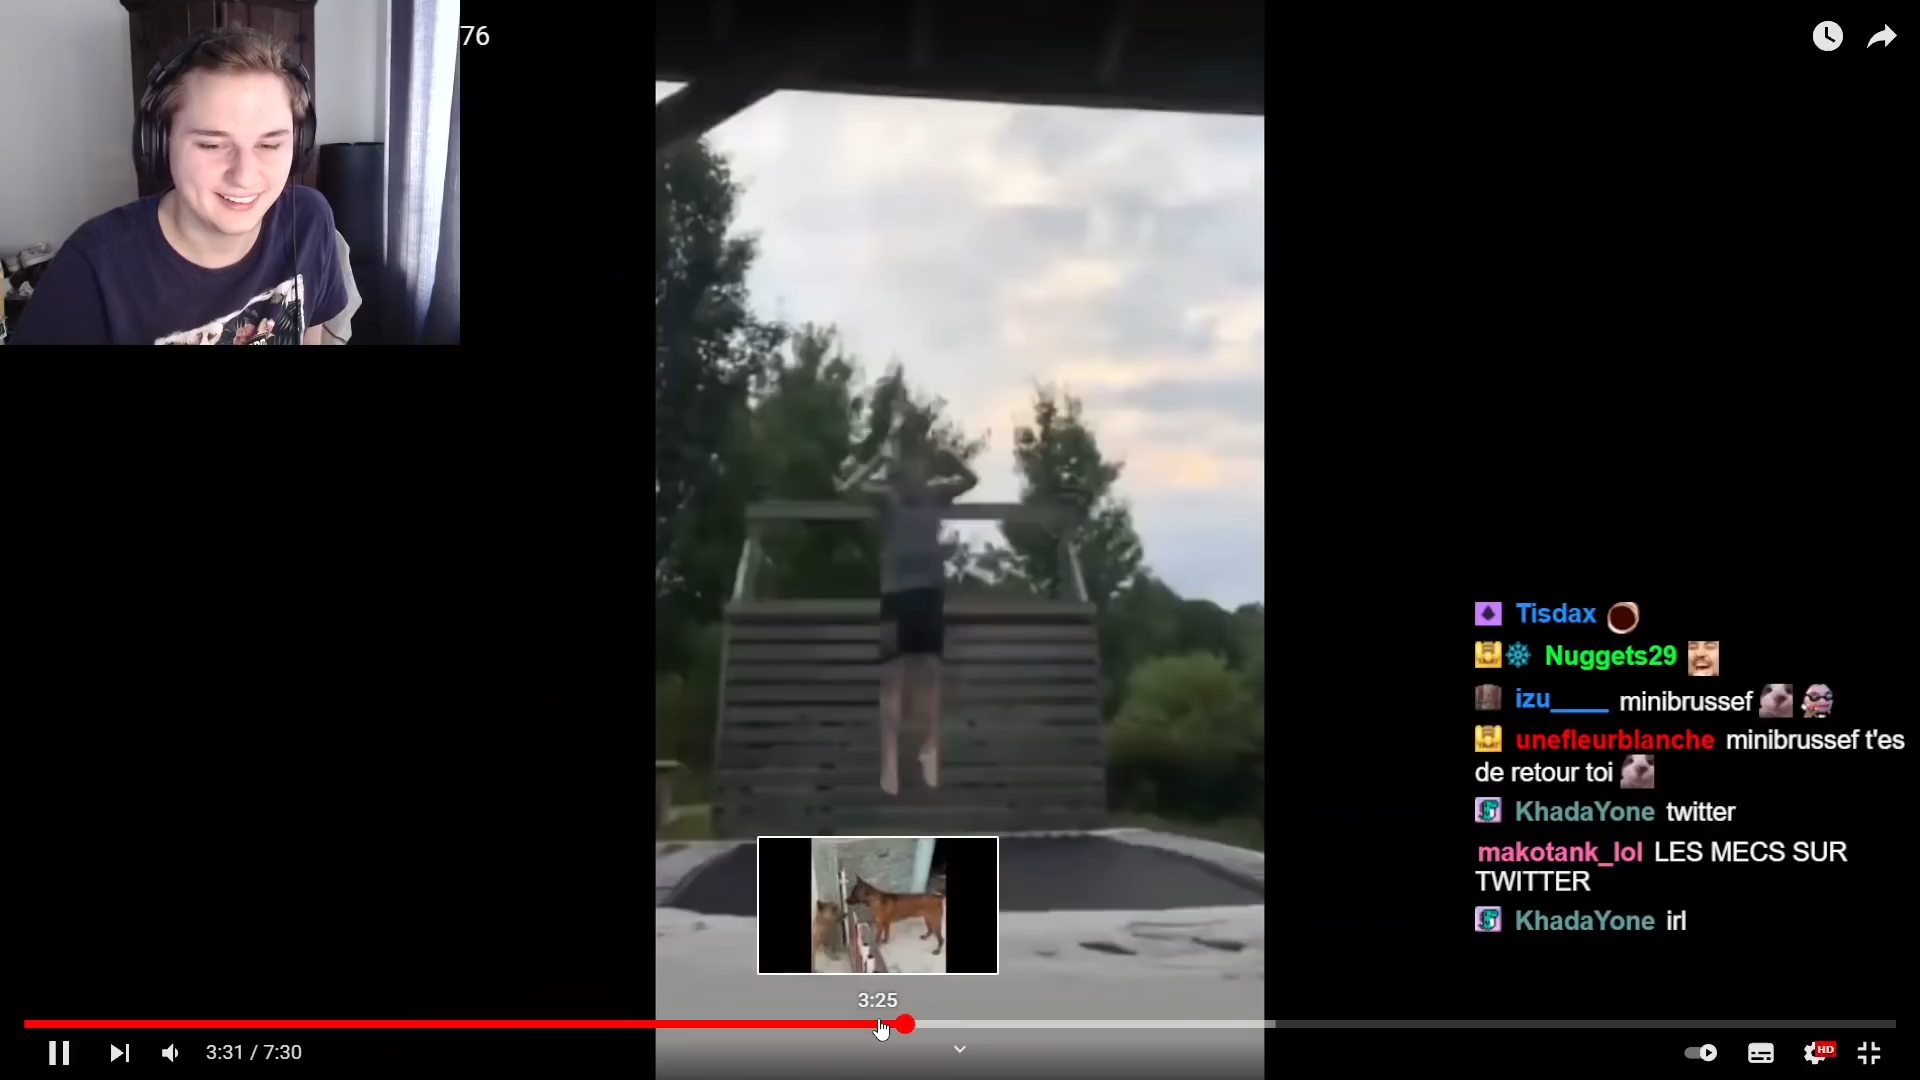 76
Tisdax
Nuggets29
izu____ minibrussef
unefleurblanche minibrussef t'es
de retour toi
KhadaYone twitter
makotank_lol LES MECS SUR
TWITTER
KhadaYone irl
3:25
3:31 / 7:30
HD